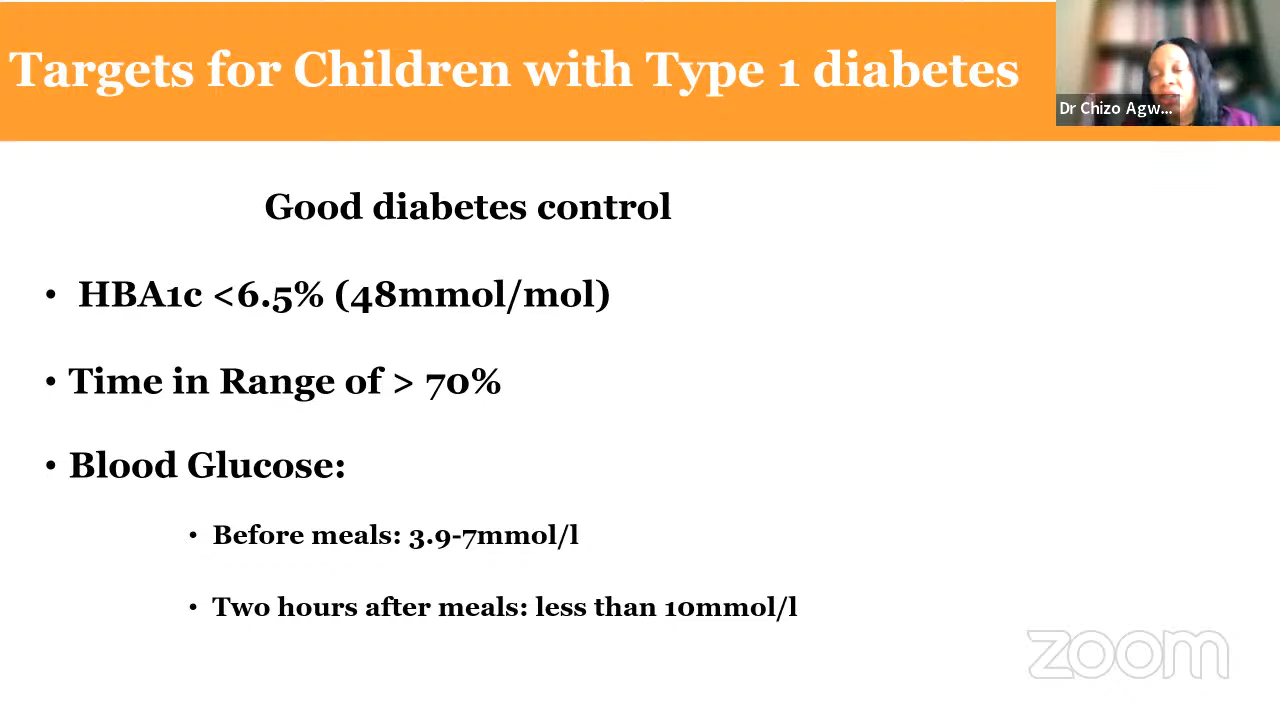 Targets for Children with Type 1 diabetes
Dr Chizo Agw...
Good diabetes control
• HBA1c <6.5% (48mmol/mol)
• Time in Range of > 70%
• Blood Glucose:
• Before meals: 3.9-7mmol/l
• Two hours after meals: less than 10mmol/l
zoom